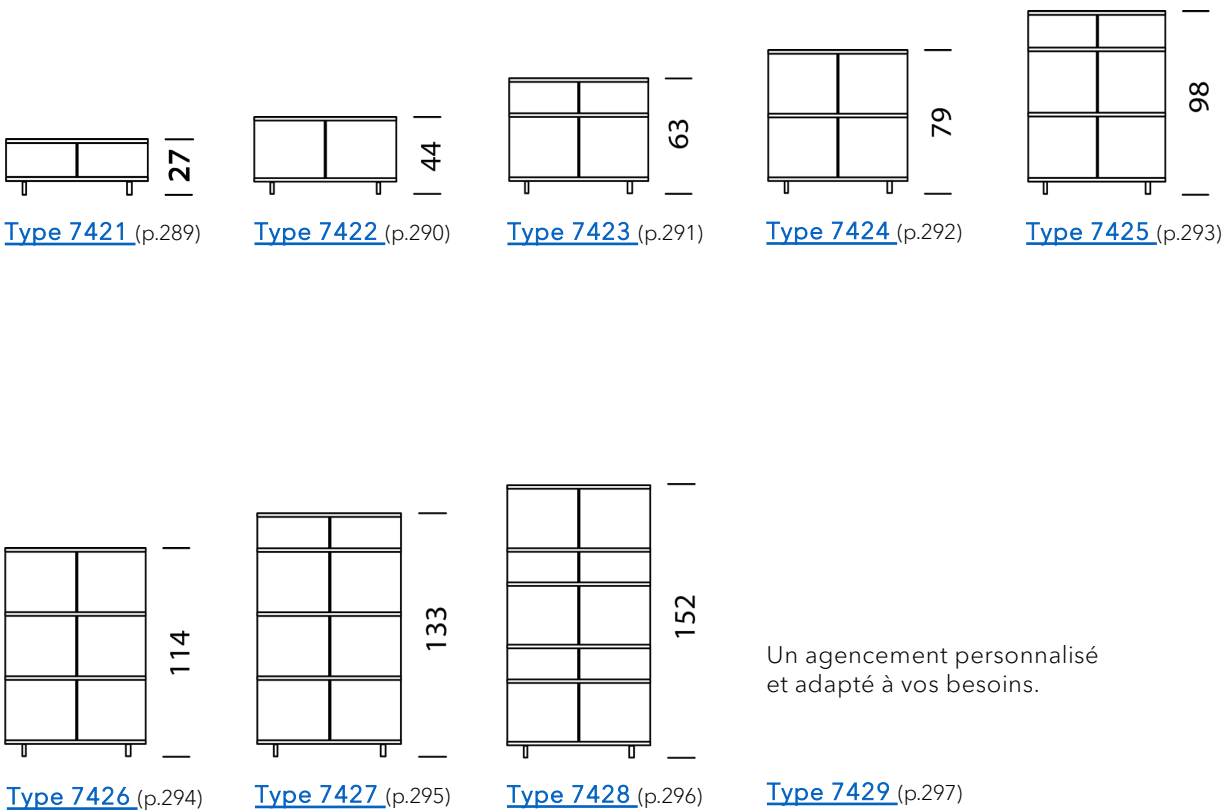 27
44
63
79
98
Type 7421 (p.289)
Type 7422 (p.290)
Type 7423 (p.291)
Type 7424 (p.292)
Type 7425 (p.293)
114
133
152
Un agencement personnalisé
et adapté à vos besoins.
Type 7426 (p.294)
Type 7427 (p.295)
Type 7428 (p.296)
Type 7429 (p.297)